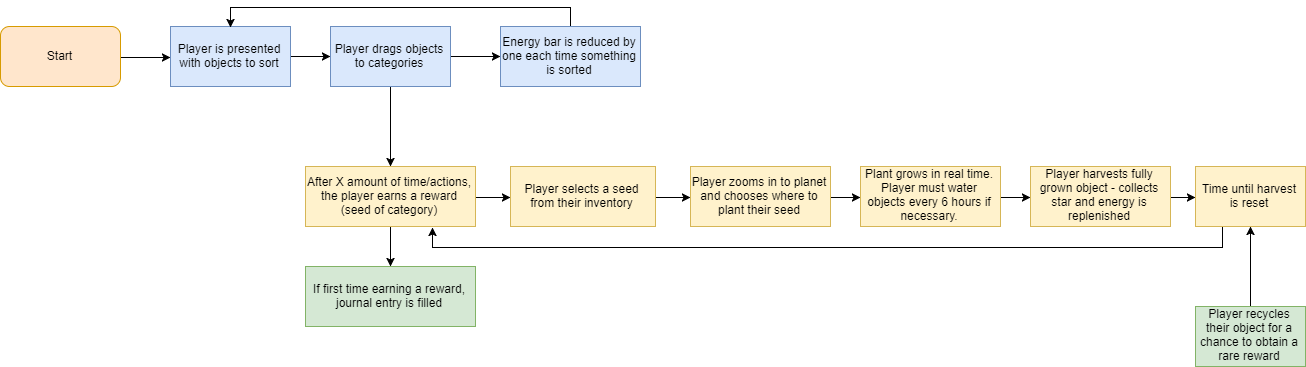 Start
Player is presented
with objects to sort
Player drags objects
to categories
Energy bar is reduced by
one each time something
is sorted
After X amount of time/actions,
the player earns a reward
(seed of category)
Player selects a seed
from their inventory
Player zooms in to planet
and chooses where to
plant their seed
Plant grows in real time.
Player must water
objects every 6 hours if
necessary.
Player harvests fully
grown object - collects
star and energy is
replenished
Time until harvest
is reset
If first time earning a reward,
journal entry is filled
Player recycles
their object for a
chance to obtain a
rare reward